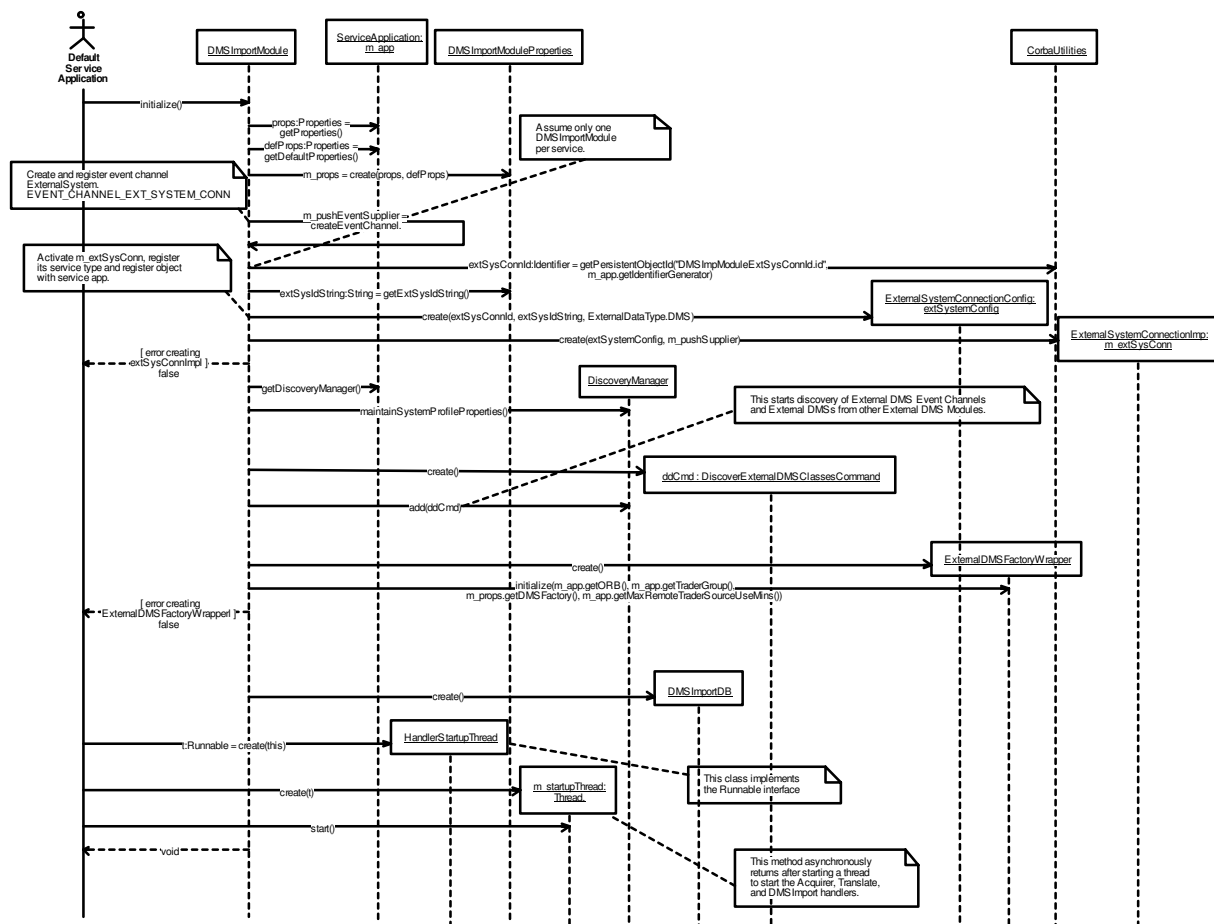 Default
Service
Application
DMSImportModule
ServiceApplication:
m_app
DMSImportModuleProperties
CorbaUtilities
initialize()
props:Properties =
getProperties()
defProps:Properties =
getDefaultProperties()
Assume only one
DMSImportModule
per service.
Create and register event channel
ExternalSystem.
EVENT_CHANNEL_EXT_SYSTEM_CONN
m_props = create(props, defProps)
m_pushEventSupplier =
createEventChannel.
Activate m_extSysConn, register
its service type and register object
with service app.
extSysConnId:Identifier = getPersistentObjectId("DMSImpModuleExtSysConnId.id",
m_app.getIdentifierGenerator)
extSysIdString:String = getExtSysIdString()
ExternalSystemConnectionConfig:
extSystemConfig
create(extSysConnId, extSysIdString, ExternalDataType.DMS)
create(extSystemConfig, m_pushSupplier)
ExternalSystemConnectionImp:
m_extSysConn
[ error creating
extSysConnImpl ]
false
getDiscoveryManager()
DiscoveryManager
maintainSystemProfileProperties()
This starts discovery of External DMS Event Channels
and External DMSs from other External DMS Modules.
create()
ddCmd : DiscoverExternalDMSClassesCommand
add(ddCmd)
create()
ExternalDMSFactoryWrapper
initialize(m_app.getORB(), m_app.getTraderGroup(),
m_props.getDMSFactory(), m_app.getMaxRemoteTraderSourceUseMins())
[ error creating
ExternalDMSFactoryWrapperI ]
false
create()
DMSImportDB
t:Runnable = create(this)
HandlerStartupThread
This class implements
the Runnable interface
create(t)
m_startupThread:
Thread.
start()
void
This method asynchronously
returns after starting a thread
to start the Acquirer, Translate,
and DMSImport handlers.